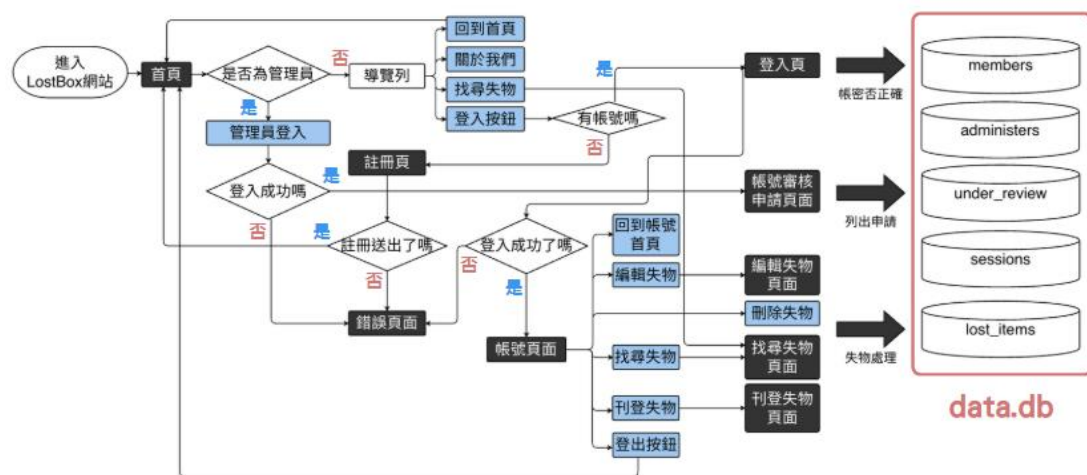 進入
LostBox網站
首頁
是否為管理員
否
是
導覽列
回到首頁
關於我們
找尋失物
登入按鈕
有帳號嗎
是
否
登入頁
帳密否正確
管理員登入
登入成功嗎
是
否
註冊頁
註冊送出了嗎
是
否
錯誤頁面
登入成功了嗎
否
是
帳號頁面
帳號審核
申請頁面
列出申請
回到帳號
首頁
編輯失物
編輯失物
頁面
刪除失物
找尋失物
找尋失物
頁面
失物處理
刊登失物
刊登失物
頁面
登出按鈕
members
administers
under_review
sessions
lost_items
data.db